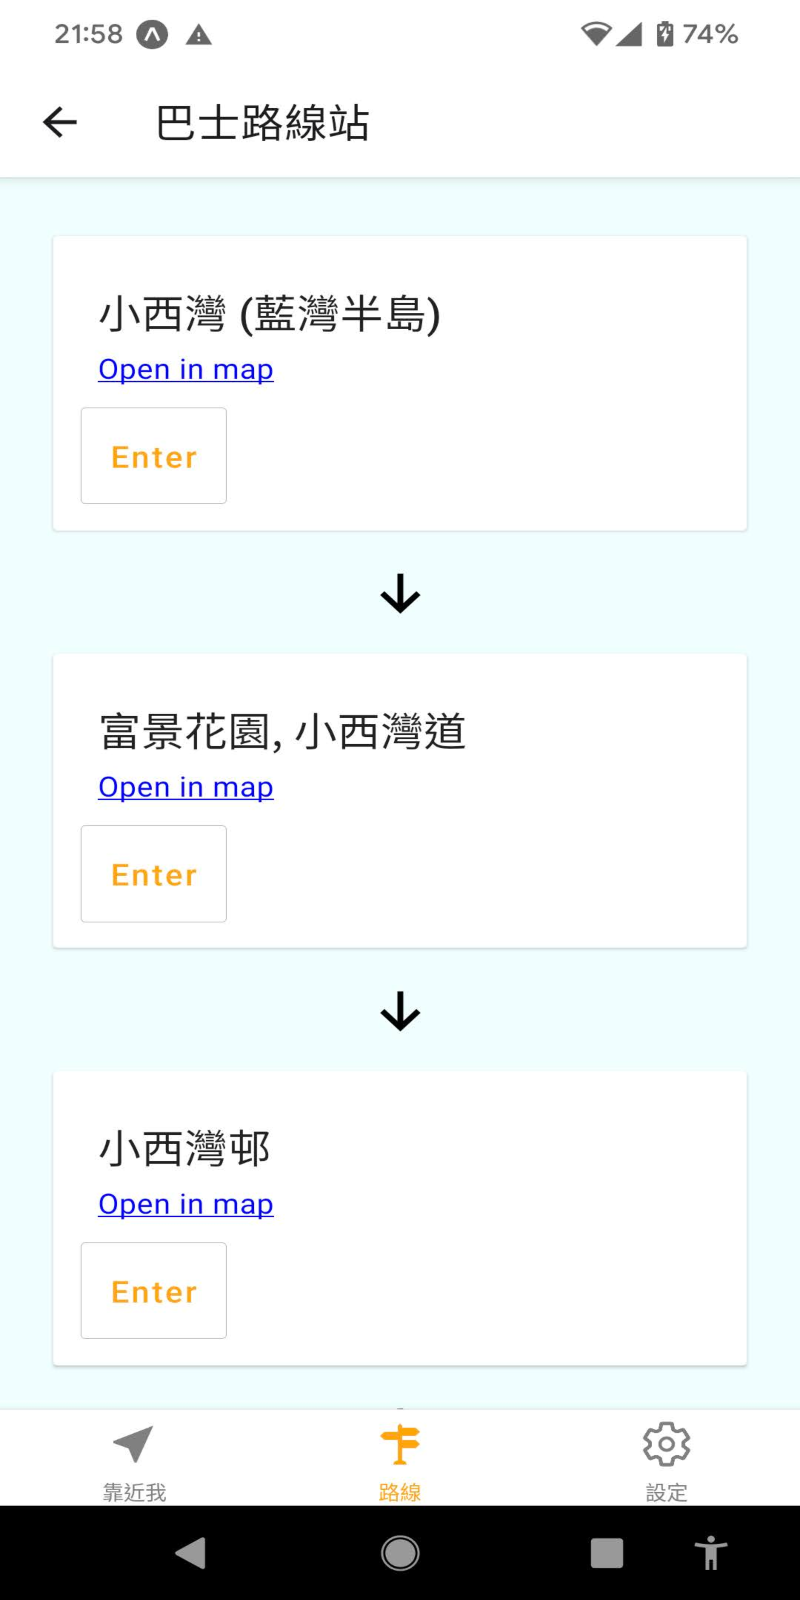 21:58
74%
巴士路線站
小西灣 (藍灣半島)
Open in map
Enter
富景花園, 小西灣道
Open in map
Enter
小西灣邨
Open in map
Enter
靠近我
路線
設定